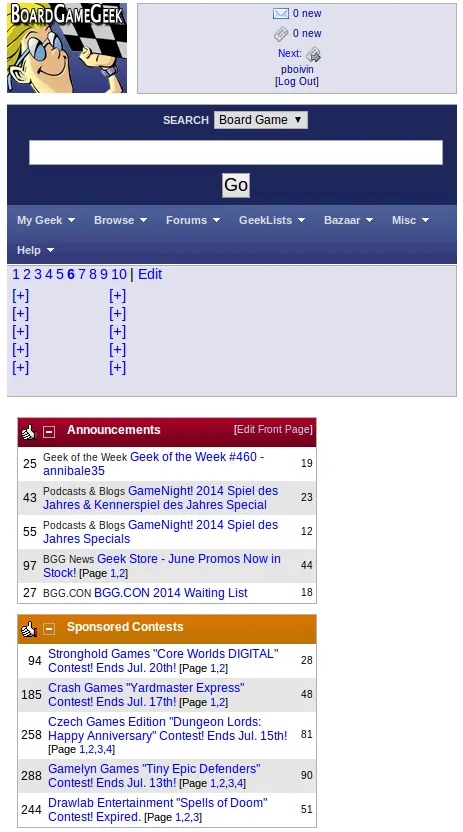 BOARDGAMEGEEK
0 new
0 new
Next:
pboivin
[Log Out]
SEARCH Board Game ▼
Go
My Geek Browse Forums GeekLists Bazaar Misc
Help
1 2 3 4 5 6 7 8 9 10 | Edit
[+] [+]
[+] [+]
[+] [+]
[+] [+]
[+] [+]
Announcements [Edit Front Page]
25 Geek of the Week Geek of the Week #460 - 19
annibale35
43 Podcasts & Blogs GameNight! 2014 Spiel des 23
Jahres & Kennerspiel des Jahres Special
55 Podcasts & Blogs GameNight! 2014 Spiel des 12
Jahres Specials
97 BGG News Geek Store - June Promos Now in 44
Stock! [Page 1,2]
27 BGG.CON BGG.CON 2014 Waiting List 18
Sponsored Contests
94 Stronghold Games "Core Worlds DIGITAL" 28
Contest! Ends Jul. 20th! [Page 1,2]
185 Crash Games "Yardmaster Express" 48
Contest! Ends Jul. 17th! [Page 1,2]
258 Czech Games Edition "Dungeon Lords: 81
Happy Anniversary" Contest! Ends Jul. 15th!
[Page 1,2,3,4]
288 Gamelyn Games "Tiny Epic Defenders" 90
Contest! Ends Jul. 13th! [Page 1,2,3,4]
244 Drawlab Entertainment "Spells of Doom" 51
Contest! Expired. [Page 1,2,3]